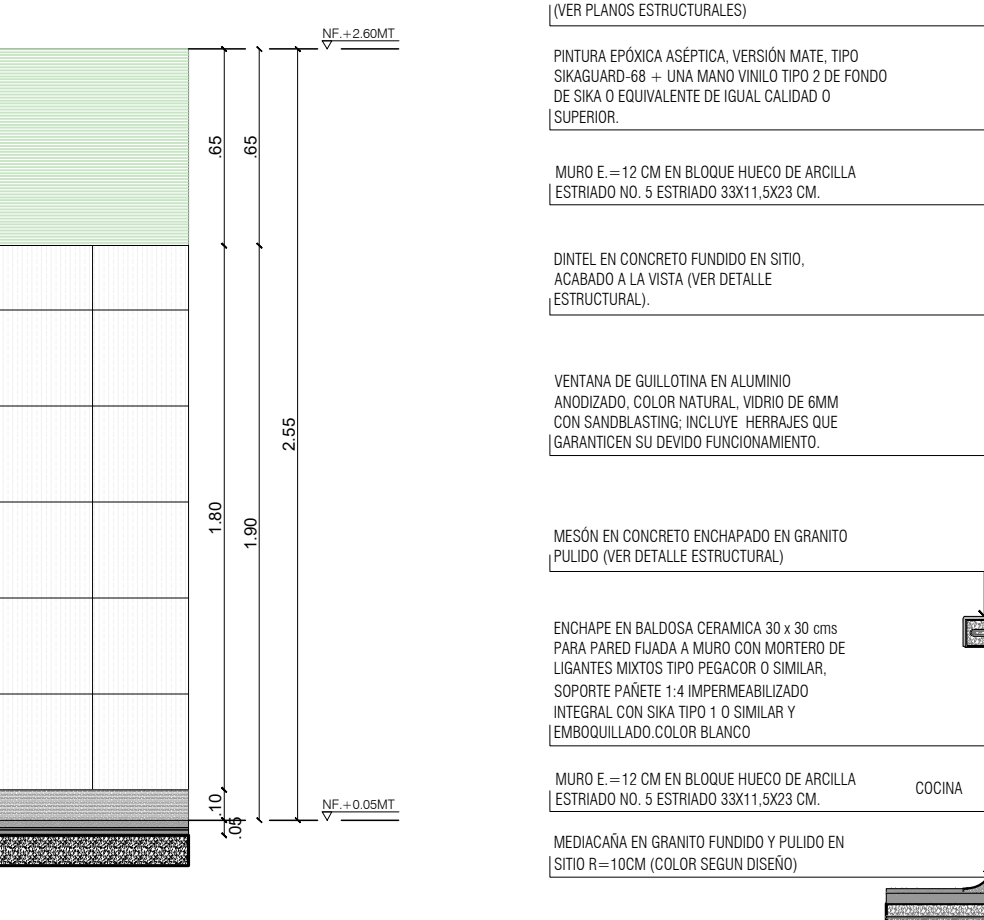 NF.+2.60MT
.65
.65
2.55
1.80
1.90
.10
.05
NF.+0.05MT
(VER PLANOS ESTRUCTURALES)
PINTURA EPÓXICA ASÉPTICA, VERSIÓN MATE, TIPO
SIKAGUARD-68 + UNA MANO VINILO TIPO 2 DE FONDO
DE SIKA O EQUIVALENTE DE IGUAL CALIDAD O
SUPERIOR.
MURO E.=12 CM EN BLOQUE HUECO DE ARCILLA
ESTRIADO NO. 5 ESTRIADO 33X11,5X23 CM.
DINTEL EN CONCRETO FUNDIDO EN SITIO,
ACABADO A LA VISTA (VER DETALLE
ESTRUCTURAL).
VENTANA DE GUILLOTINA EN ALUMINIO
ANODIZADO, COLOR NATURAL, VIDRIO DE 6MM
CON SANDBLASTING; INCLUYE HERRAJES QUE
GARANTICEN SU DEVIDO FUNCIONAMIENTO.
MESÓN EN CONCRETO ENCHAPADO EN GRANITO
PULIDO (VER DETALLE ESTRUCTURAL)
ENCHAPE EN BALDOSA CERAMICA 30 x 30 cms
PARA PARED FIJADA A MURO CON MORTERO DE
LIGANTES MIXTOS TIPO PEGACOR O SIMILAR,
SOPORTE PAÑETE 1:4 IMPERMEABILIZADO
INTEGRAL CON SIKA TIPO 1 O SIMILAR Y
EMBOQUILLADO.COLOR BLANCO
MURO E.=12 CM EN BLOQUE HUECO DE ARCILLA
ESTRIADO NO. 5 ESTRIADO 33X11,5X23 CM.
COCINA
MEDIACAÑA EN GRANITO FUNDIDO Y PULIDO EN
SITIO R=10CM (COLOR SEGUN DISEÑO)